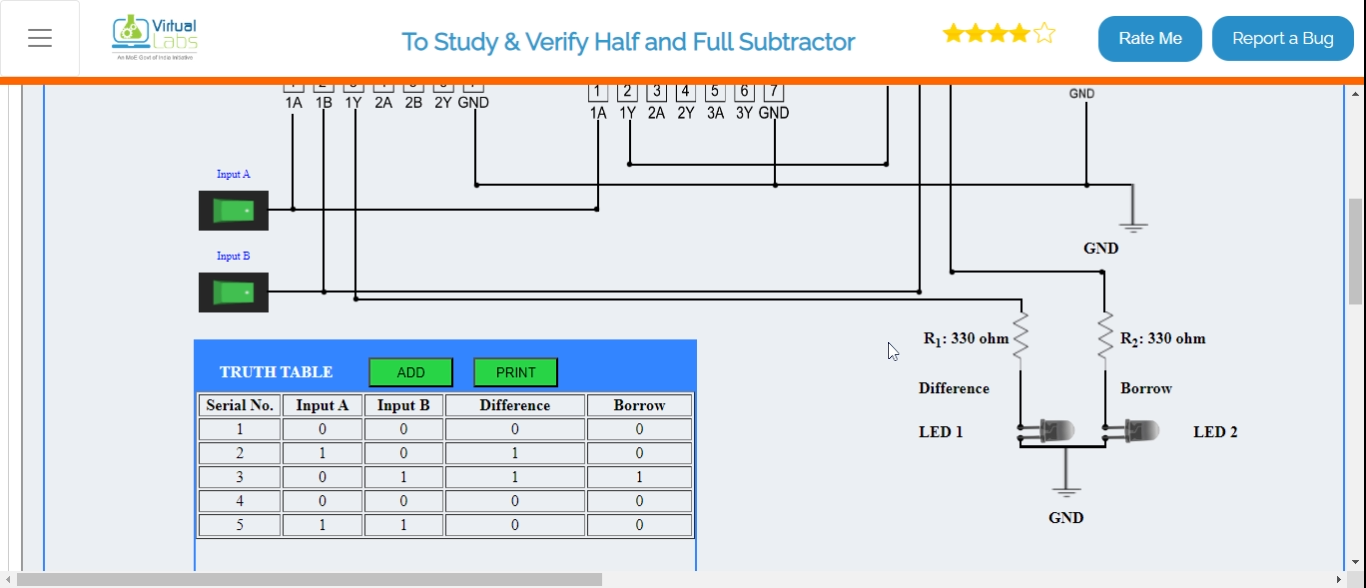 Virtual
Labs
An MoE Govt of India Initiative
To Study & Verify Half and Full Subtractor
Rate Me
Report a Bug
1A 1B 1Y 2A 2B 2Y GND
1 2 3 4 5 6 7
1A 1Y 2A 2Y 3A 3Y GND
GND
Input A
Input B
GND
R1: 330 ohm
R2: 330 ohm
Difference
Borrow
LED 1
LED 2
GND
TRUTH TABLE ADD PRINT
Serial No. Input A Input B Difference Borrow
1 0 0 0 0
2 1 0 1 0
3 0 1 1 1
4 0 0 0 0
5 1 1 0 0